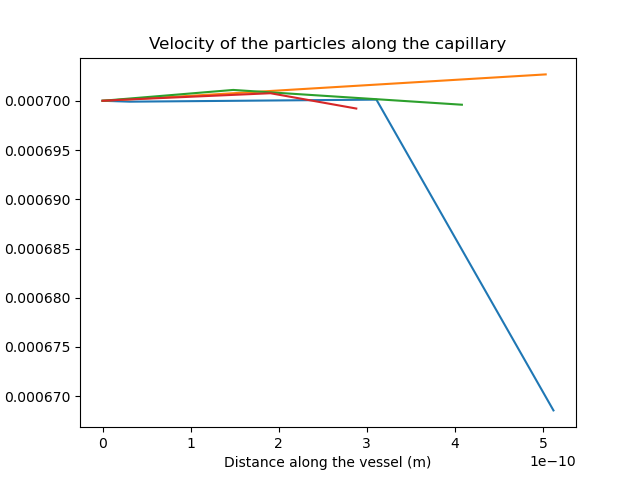 Velocity of the particles along the capillary
0.000700
0.000695
0.000690
0.000685
0.000680
0.000675
0.000670
0 1 2 3 4 5
1e−10
Distance along the vessel (m)